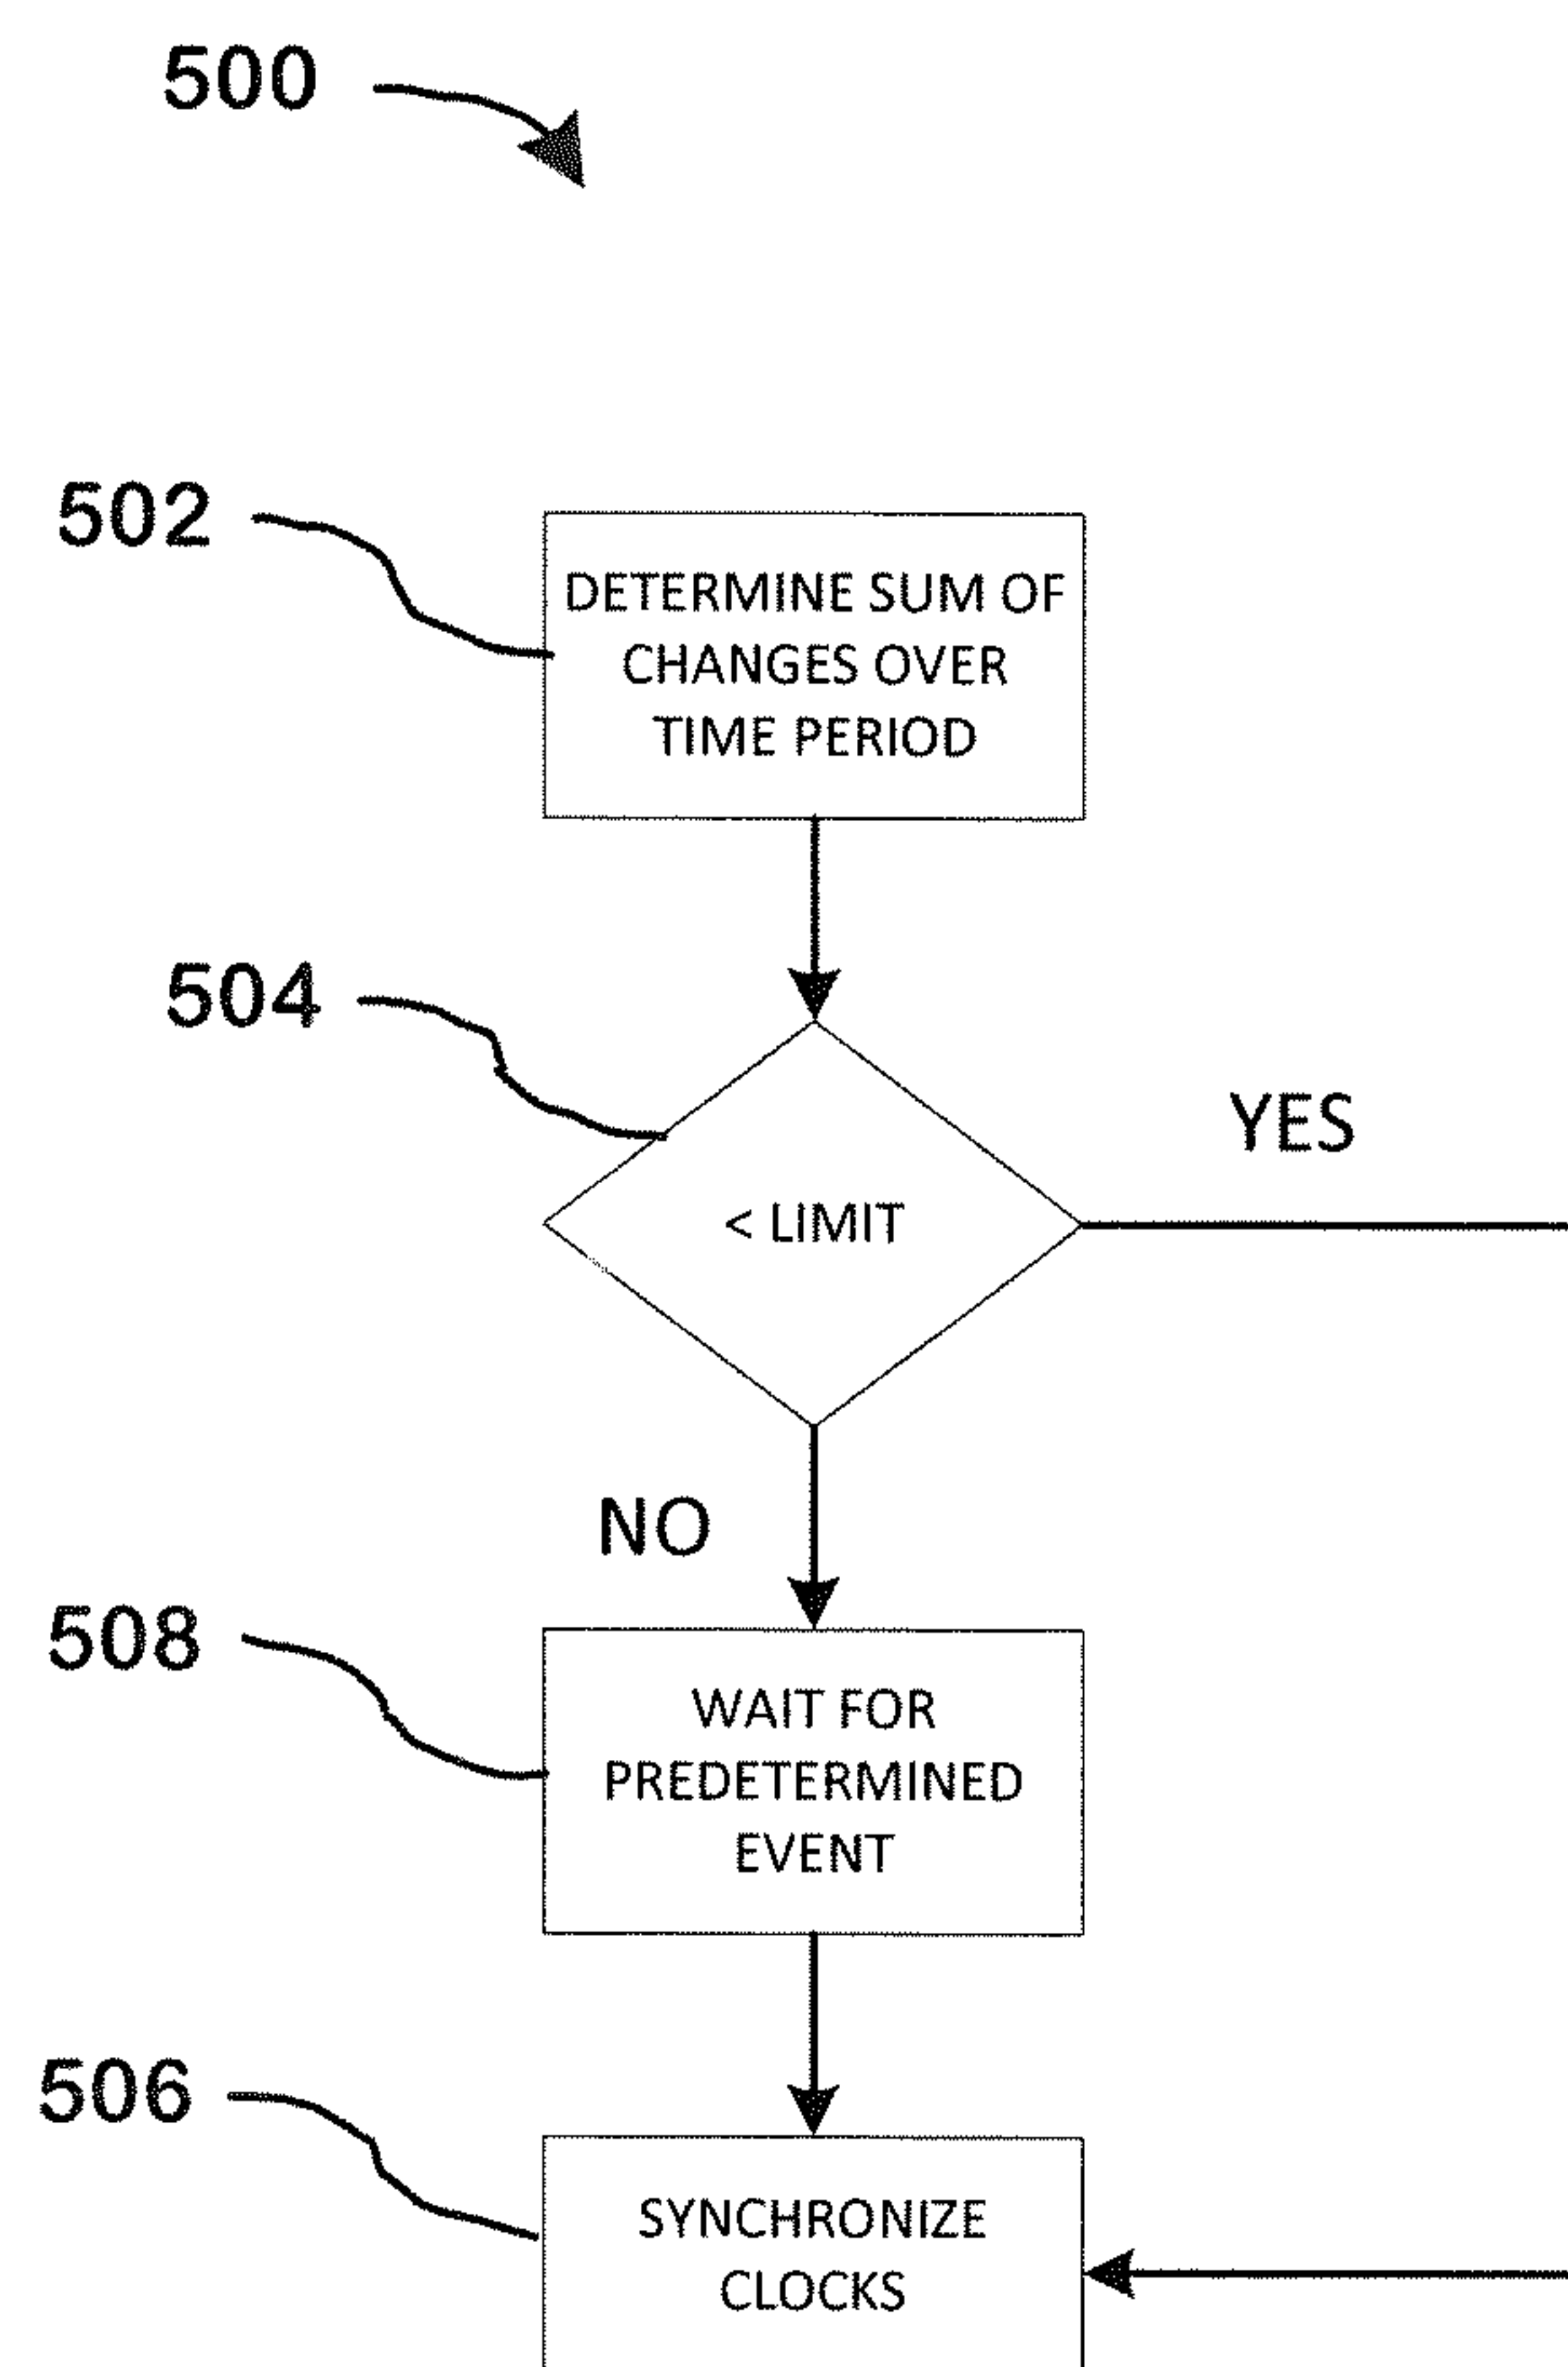 500
502
DETERMINE SUM OF
CHANGES OVER
TIME PERIOD
504
YES
< LIMIT
NO
508
WAIT FOR
PREDETERMINED
EVENT
506
SYNCHRONIZE
CLOCKS